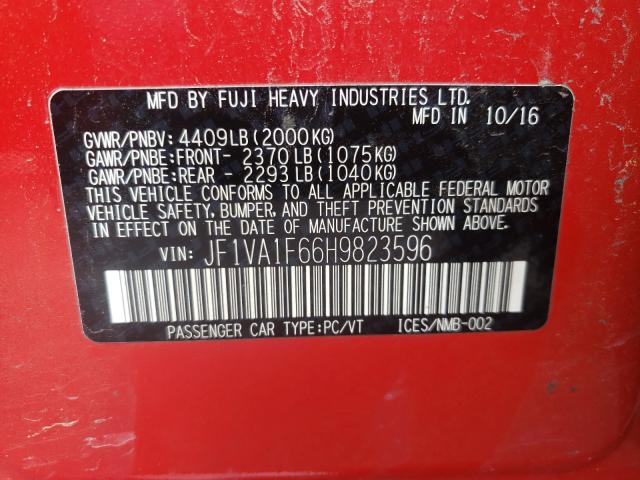 MFD BY FUJI HEAVY INDUSTRIES LTD.
MFD IN 10/16
GVWR/PNBV: 4409LB(2000KG)
GAWR/PNBE:FRONT- 2370LB(1075KG)
GAWR/PNBE:REAR - 2293LB(1040KG)
THIS VEHICLE CONFORMS TO ALL APPLICABLE FEDERAL MOTOR
VEHICLE SAFETY, BUMPER, AND THEFT PREVENTION STANDARDS
IN EFFECT ON THE DATE OF MANUFACTURE SHOWN ABOVE.
VIN: JF1VA1F66H9823596
PASSENGER CAR TYPE:PC/VT ICES/NMB-002